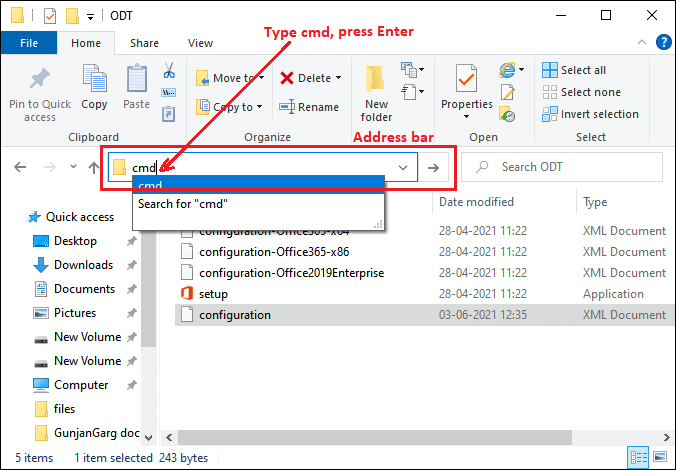 ODT
Type cmd, press Enter
File Home Share View
Pin to Quick access
Copy
Paste
Move to
Copy to
Delete
Rename
New folder
Properties
Select all
Select none
Invert selection
Clipboard Organize New Open Select
Address bar
cmd
Search ODT
cmd
Search for "cmd"
Date modified Type
Quick access
Desktop
Downloads
Documents
Pictures
New Volume
New Volume
Computer
files
GunjanGarg doc
configuration-Office365-x64 28-04-2021 11:22 XML Document
configuration-Office365-x86 28-04-2021 11:22 XML Document
configuration-Office2019Enterprise 28-04-2021 11:22 XML Document
setup 28-04-2021 11:22 Application
configuration 03-06-2021 12:35 XML Document
5 items 1 item selected 243 bytes